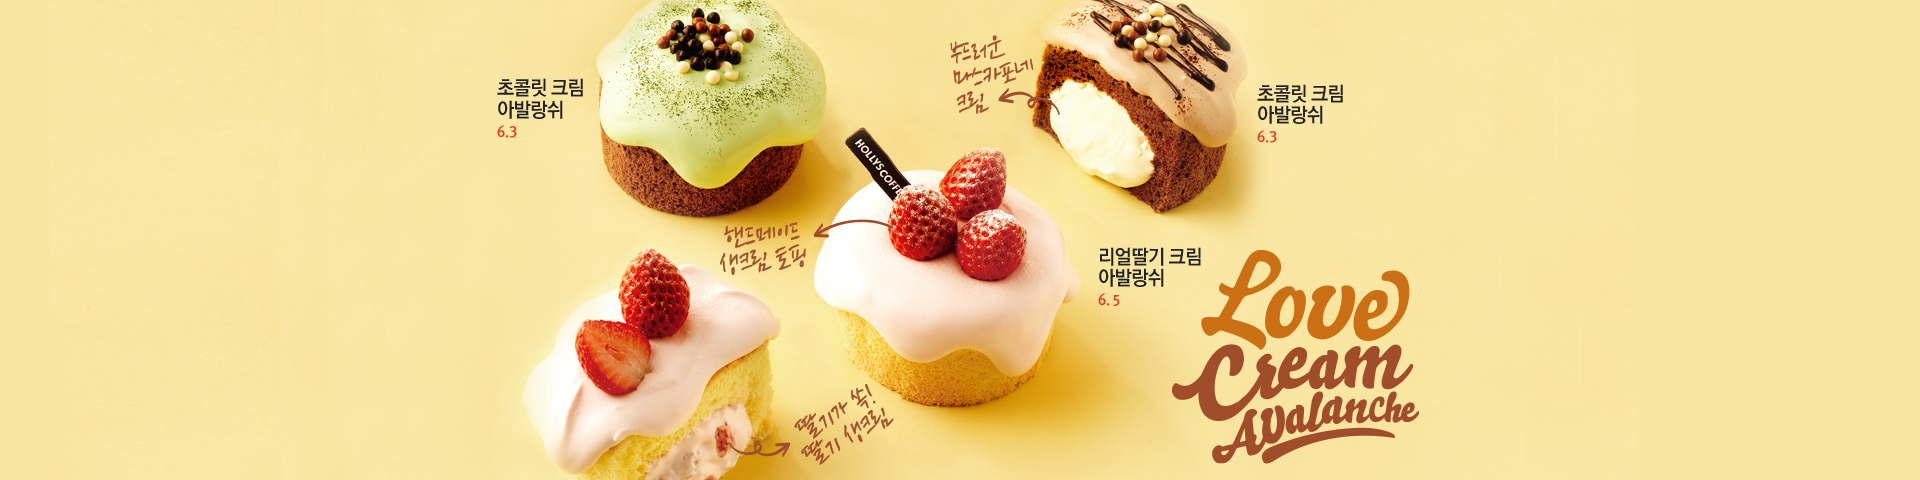 초콜릿 크림
아발랑쉬
6.3
부드러운
마스카포네
크림
초콜릿 크림
아발랑쉬
6.3
HOLLYS COFFE
핸드메이드
생크림 토핑
리얼딸기 크림
아발랑쉬
6.5
딸기가 쏙!
딸기 생크림
Love
Cream
Avalanche